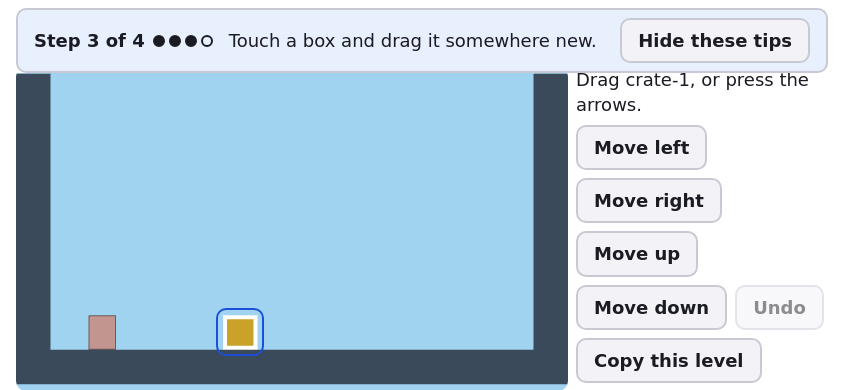 Step 3 of 4 Touch a box and drag it somewhere new. Hide these tips
Drag crate-1, or press the
arrows.
Move left
Move right
Move up
Move down Undo
Copy this level